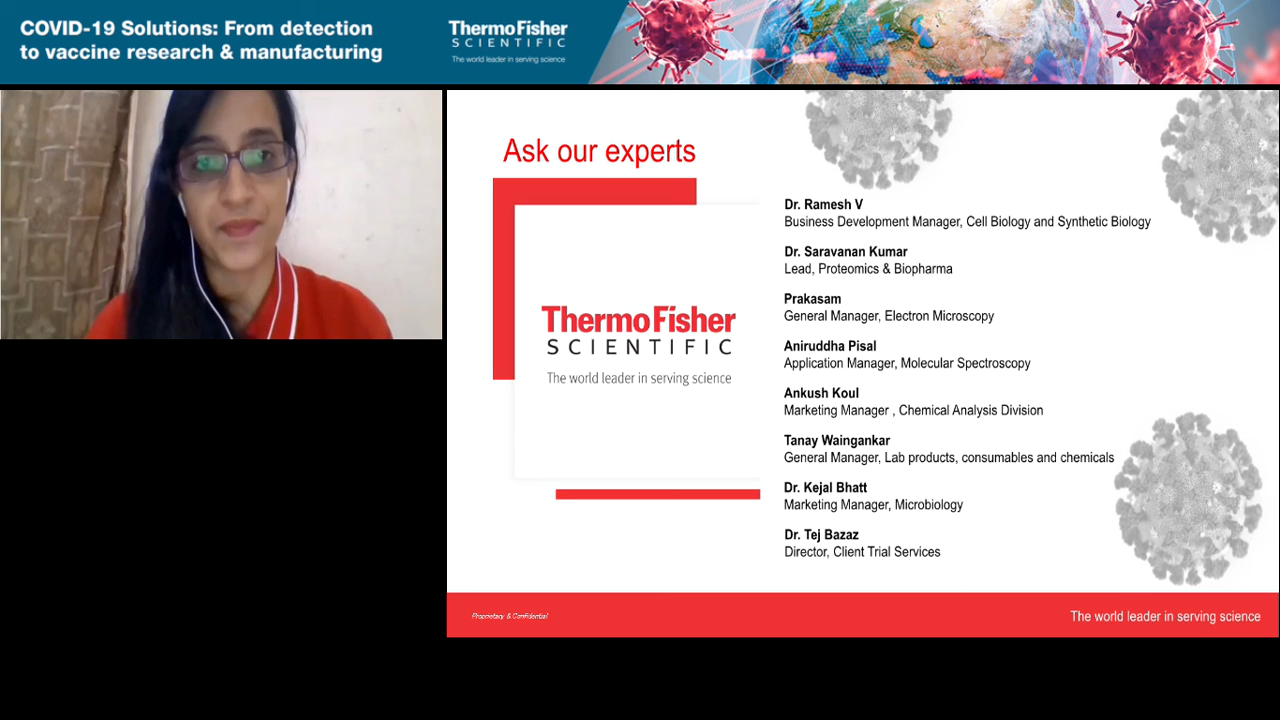 COVID-19 Solutions: From detection
to vaccine research & manufacturing
ThermoFisher
SCIENTIFIC
The world leader in serving science
Ask our experts
ThermoFisher
SCIENTIFIC
The world leader in serving science
Dr. Ramesh V
Business Development Manager, Cell Biology and Synthetic Biology
Dr. Saravanan Kumar
Lead, Proteomics & Biopharma
Prakasam
General Manager, Electron Microscopy
Aniruddha Pisal
Application Manager, Molecular Spectroscopy
Ankush Koul
Marketing Manager , Chemical Analysis Division
Tanay Waingankar
General Manager, Lab products, consumables and chemicals
Dr. Kejal Bhatt
Marketing Manager, Microbiology
Dr. Tej Bazaz
Director, Client Trial Services
Proprietary & Confidential
The world leader in serving science